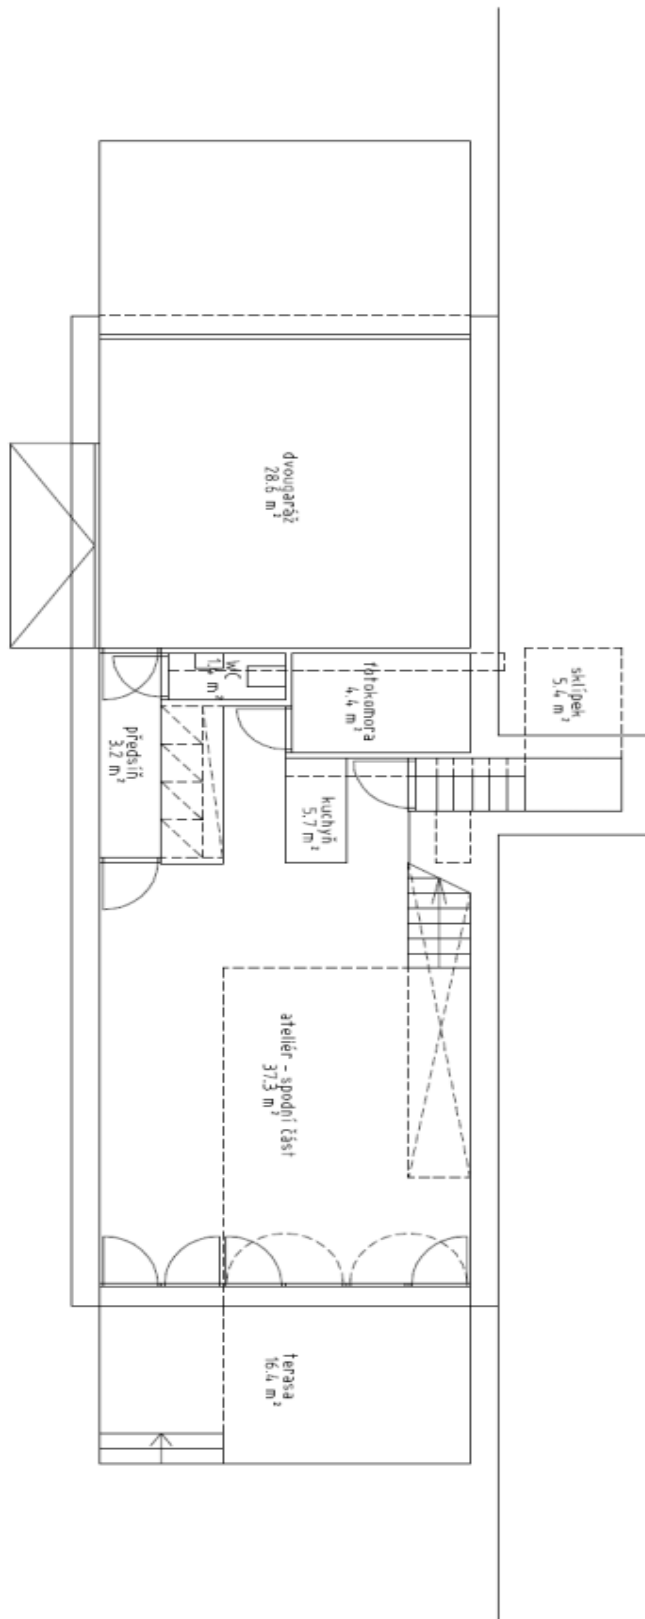 dvougaráž
28.6 m²
WC
fotokomora
4.4 m²
sklípek
5.4 m²
předsíň
3.2 m²
kuchyň
5.7 m²
ateliér - spodní část
37.3 m²
terasa
16.4 m²